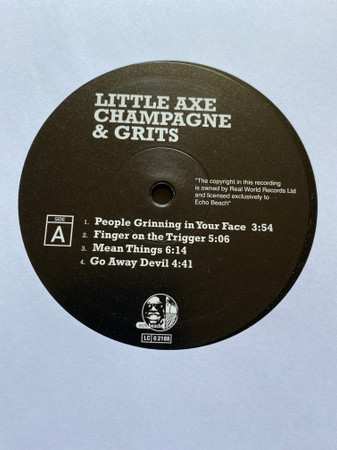 LITTLE AXE
CHAMPAGNE
& GRITS
"The copyright in this recording
is owned by Real World Records Ltd
and licensed exclusively to
Echo Beach"
SIDE
A
1. People Grinning in Your Face 3:54
2. Finger on the Trigger 5:06
3. Mean Things 6:14
4. Go Away Devil 4:41